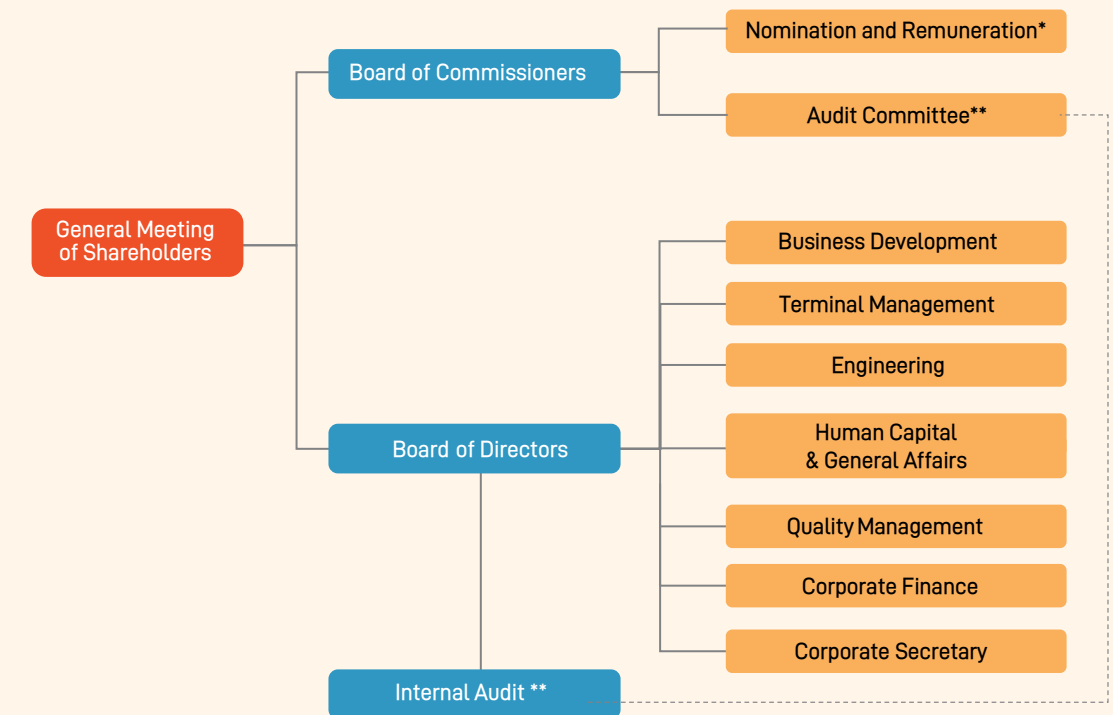 Nomination and Remuneration*
Board of Commissioners
Audit Committee**
General Meeting
of Shareholders
Business Development
Terminal Management
Engineering
Human Capital
& General Affairs
Board of Directors
Quality Management
Corporate Finance
Corporate Secretary
Internal Audit **